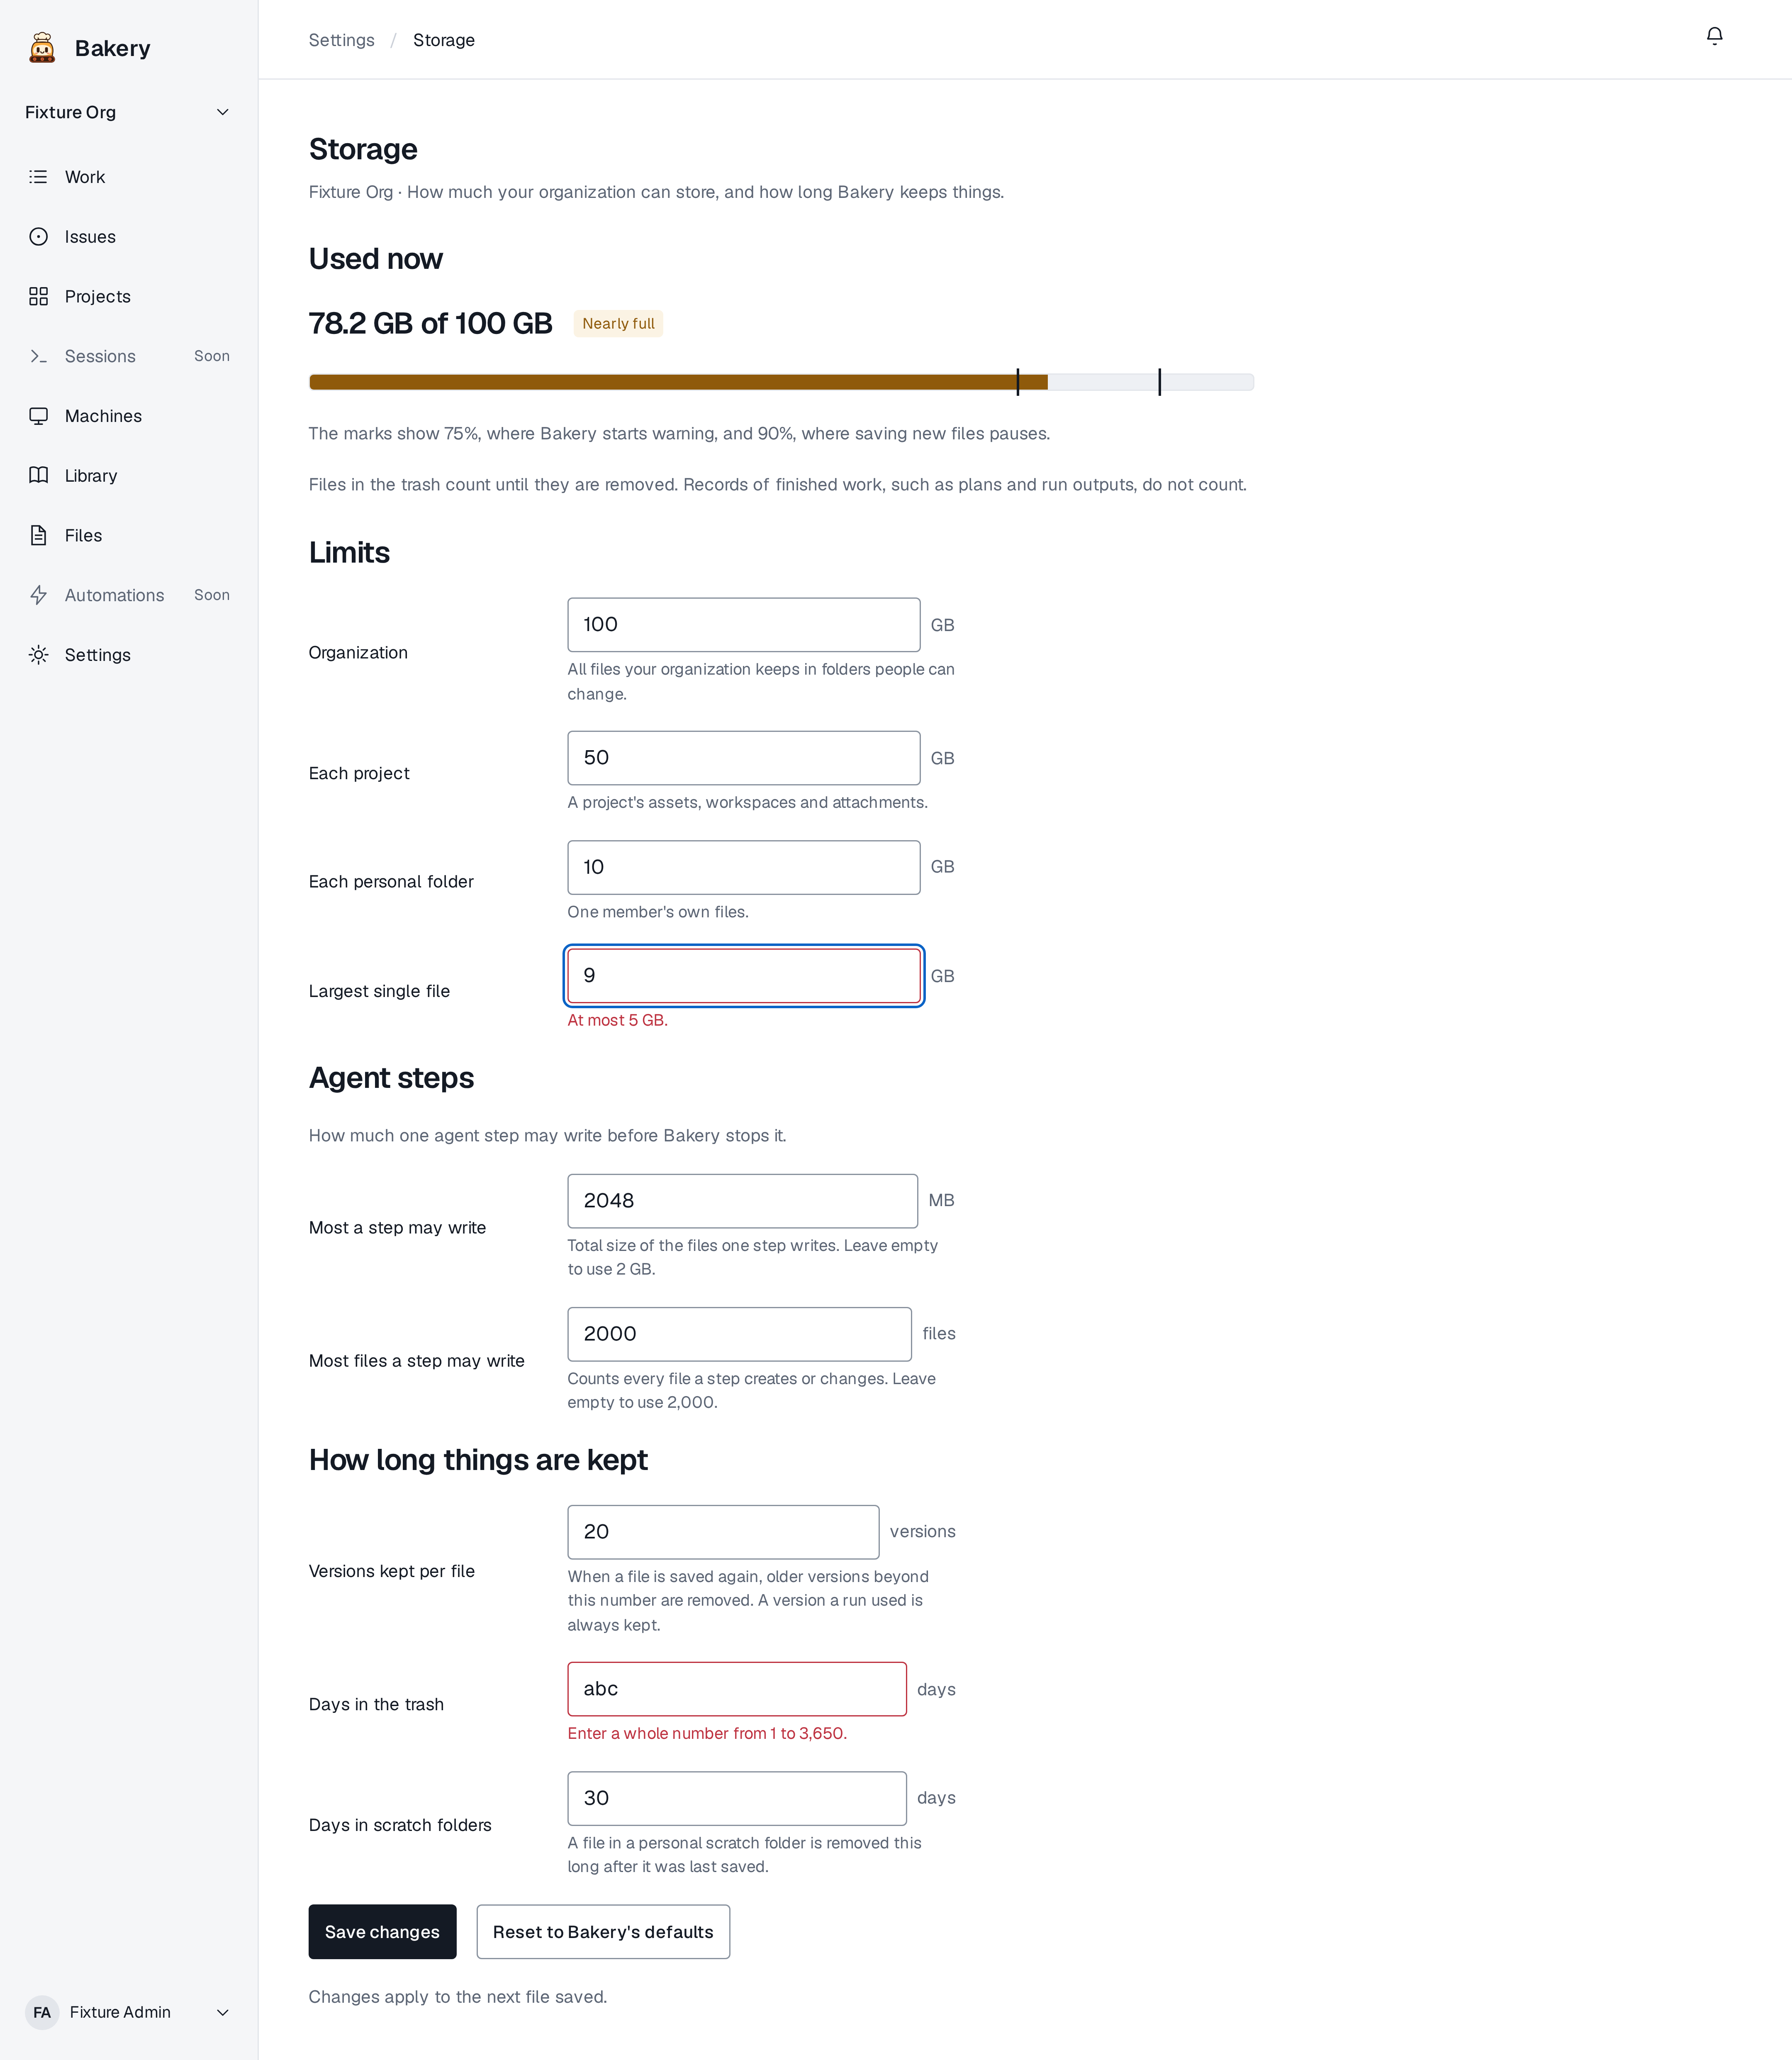 Bakery
Fixture Org
Work
Issues
Projects
Sessions Soon
Machines
Library
Files
Automations Soon
Settings
FA Fixture Admin
Settings / Storage
Storage
Fixture Org · How much your organization can store, and how long Bakery keeps things.
Used now
78.2 GB of 100 GB Nearly full
The marks show 75%, where Bakery starts warning, and 90%, where saving new files pauses.
Files in the trash count until they are removed. Records of finished work, such as plans and run outputs, do not count.
Limits
Organization
100 GB
All files your organization keeps in folders people can
change.
Each project
50 GB
A project's assets, workspaces and attachments.
Each personal folder
10 GB
One member's own files.
Largest single file
9 GB
At most 5 GB.
Agent steps
How much one agent step may write before Bakery stops it.
Most a step may write
2048 MB
Total size of the files one step writes. Leave empty
to use 2 GB.
Most files a step may write
2000 files
Counts every file a step creates or changes. Leave
empty to use 2,000.
How long things are kept
Versions kept per file
20 versions
When a file is saved again, older versions beyond
this number are removed. A version a run used is
always kept.
Days in the trash
abc days
Enter a whole number from 1 to 3,650.
Days in scratch folders
30 days
A file in a personal scratch folder is removed this
long after it was last saved.
Save changes Reset to Bakery's defaults
Changes apply to the next file saved.